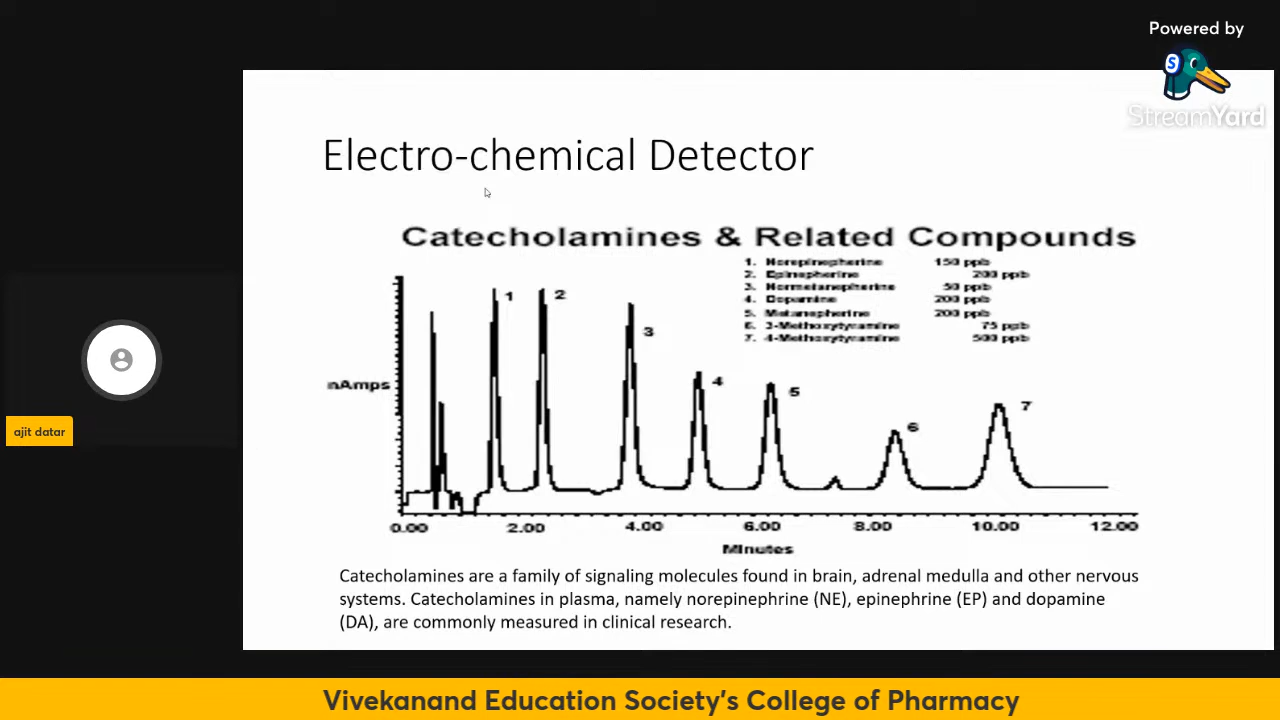 Powered by
S
StreamYard
Electro-chemical Detector
Catecholamines & Related Compounds
1. Norepinepherine 150 ppb
2. Epinepherine 200 ppb
3. Normetanepherine 50 ppb
4. Dopamine 200 ppb
5. Metanepherine 200 ppb
6. 3-Methoxytyramine 75 ppb
7. 4-Methoxytyramine 500 ppb
1 2 3 4 5 6 7
nAmps
0.00 2.00 4.00 6.00 8.00 10.00 12.00
Minutes
Catecholamines are a family of signaling molecules found in brain, adrenal medulla and other nervous
systems. Catecholamines in plasma, namely norepinephrine (NE), epinephrine (EP) and dopamine
(DA), are commonly measured in clinical research.
ajit datar
Vivekanand Education Society's College of Pharmacy